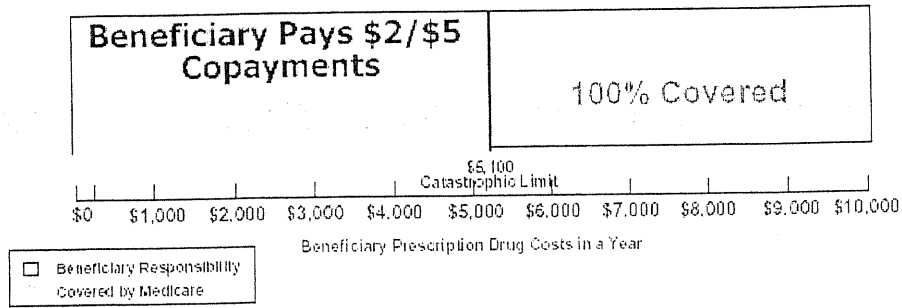 Beneficiary Pays $2/$5
Copayments
100% Covered
$5,100
Catastrophic Limit
$0 $1,000 $2,000 $3,000 $4.000 $5,000 $6.000 $7.000 $8,000 $9.000 $10,000
Beneficiary Prescription Drug Costs in a Year
Beneficiary Responsibility
Covered by Medicare